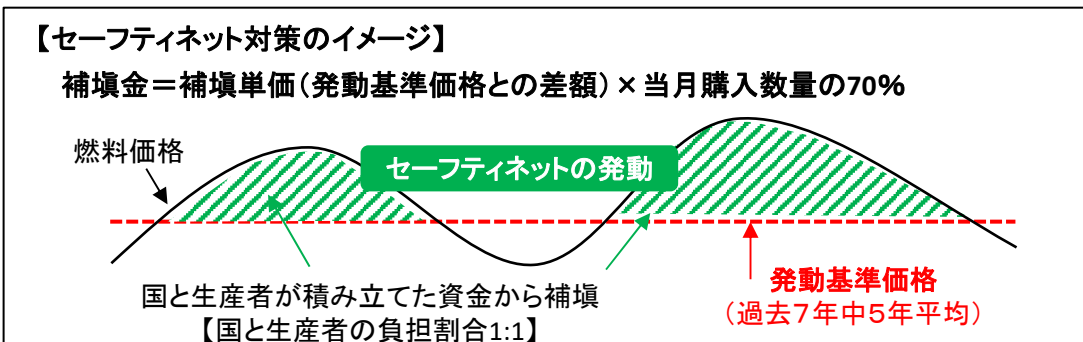 【セーフティネット対策のイメージ】
補填金＝補填単価（発動基準価格との差額）×当月購入数量の70％
燃料価格
セーフティネットの発動
国と生産者が積み立てた資金から補填
【国と生産者の負担割合1:1】
発動基準価格
（過去７年中５年平均）